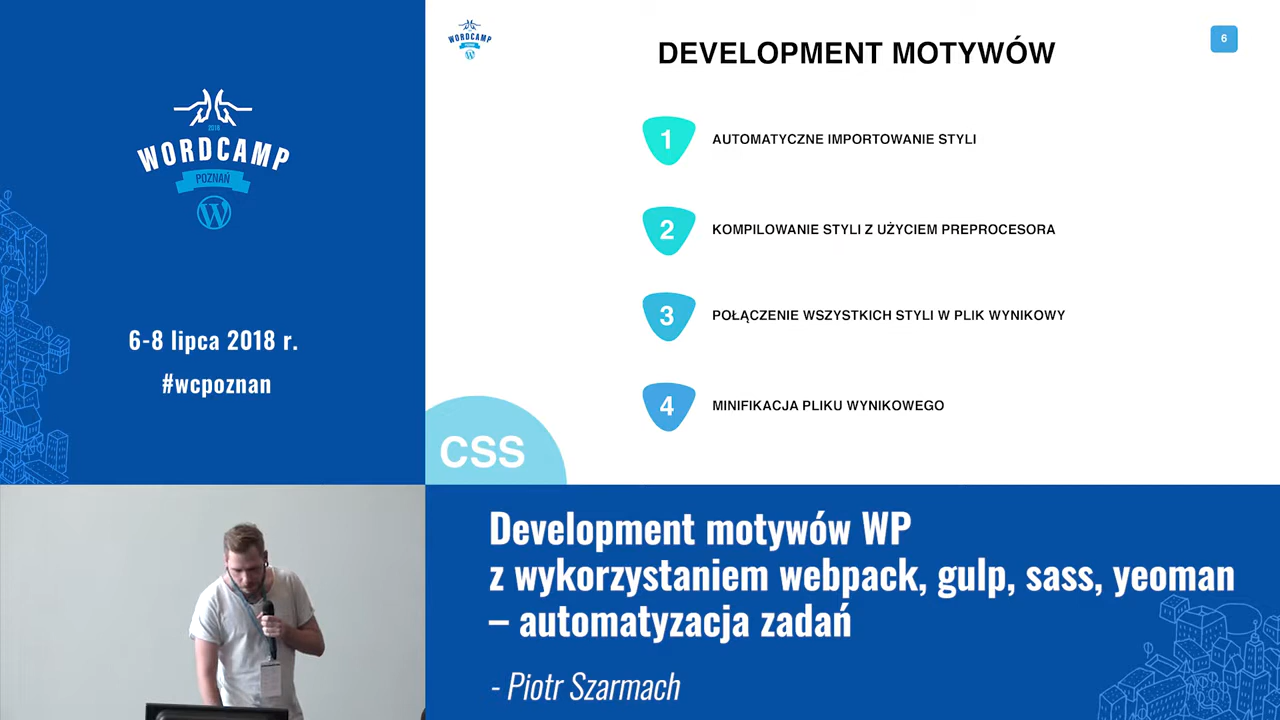 2018
WORDCAMP
POZNAŃ
6-8 lipca 2018 r.
#wcpoznan
WORDCAMP
6
DEVELOPMENT MOTYWÓW
1
AUTOMATYCZNE IMPORTOWANIE STYLI
2
KOMPILOWANIE STYLI Z UŻYCIEM PREPROCESORA
3
POŁĄCZENIE WSZYSTKICH STYLI W PLIK WYNIKOWY
4
MINIFIKACJA PLIKU WYNIKOWEGO
CSS
Development motywów WP
z wykorzystaniem webpack, gulp, sass, yeoman
– automatyzacja zadań
- Piotr Szarmach